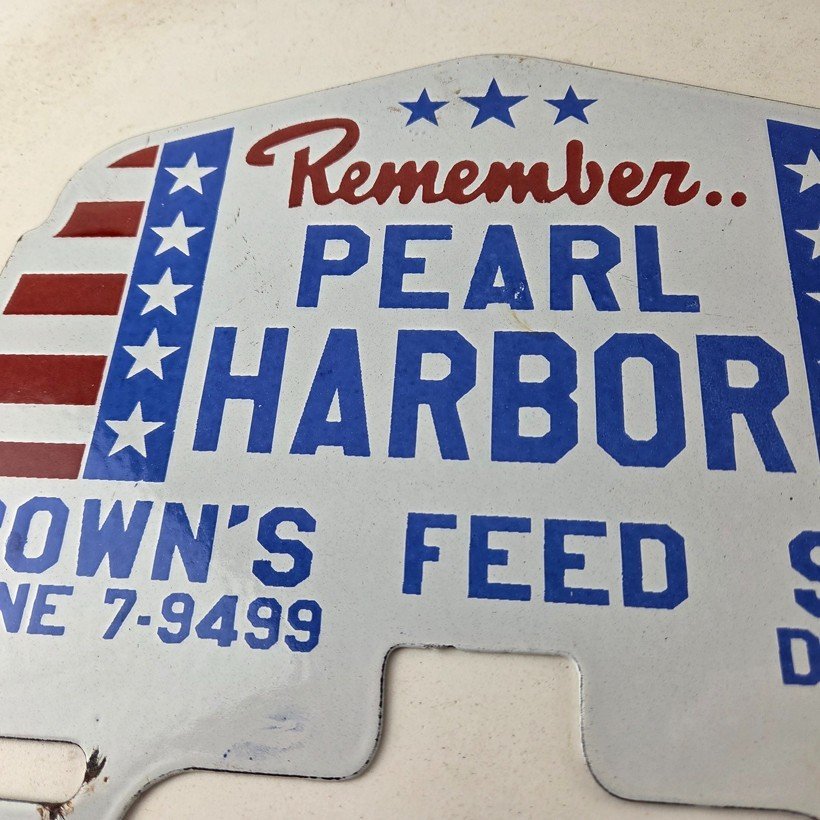 Remember..
PEARL
HARBOR
OWN'S FEED S
NE 7-9499 D